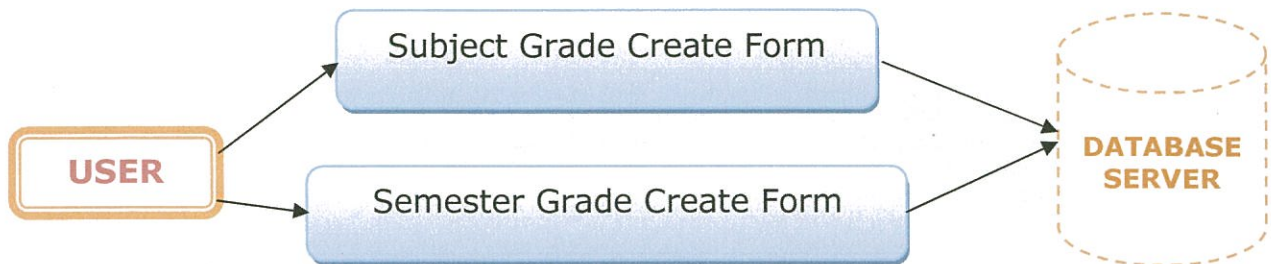 Subject Grade Create Form
USER
Semester Grade Create Form
DATABASE
SERVER